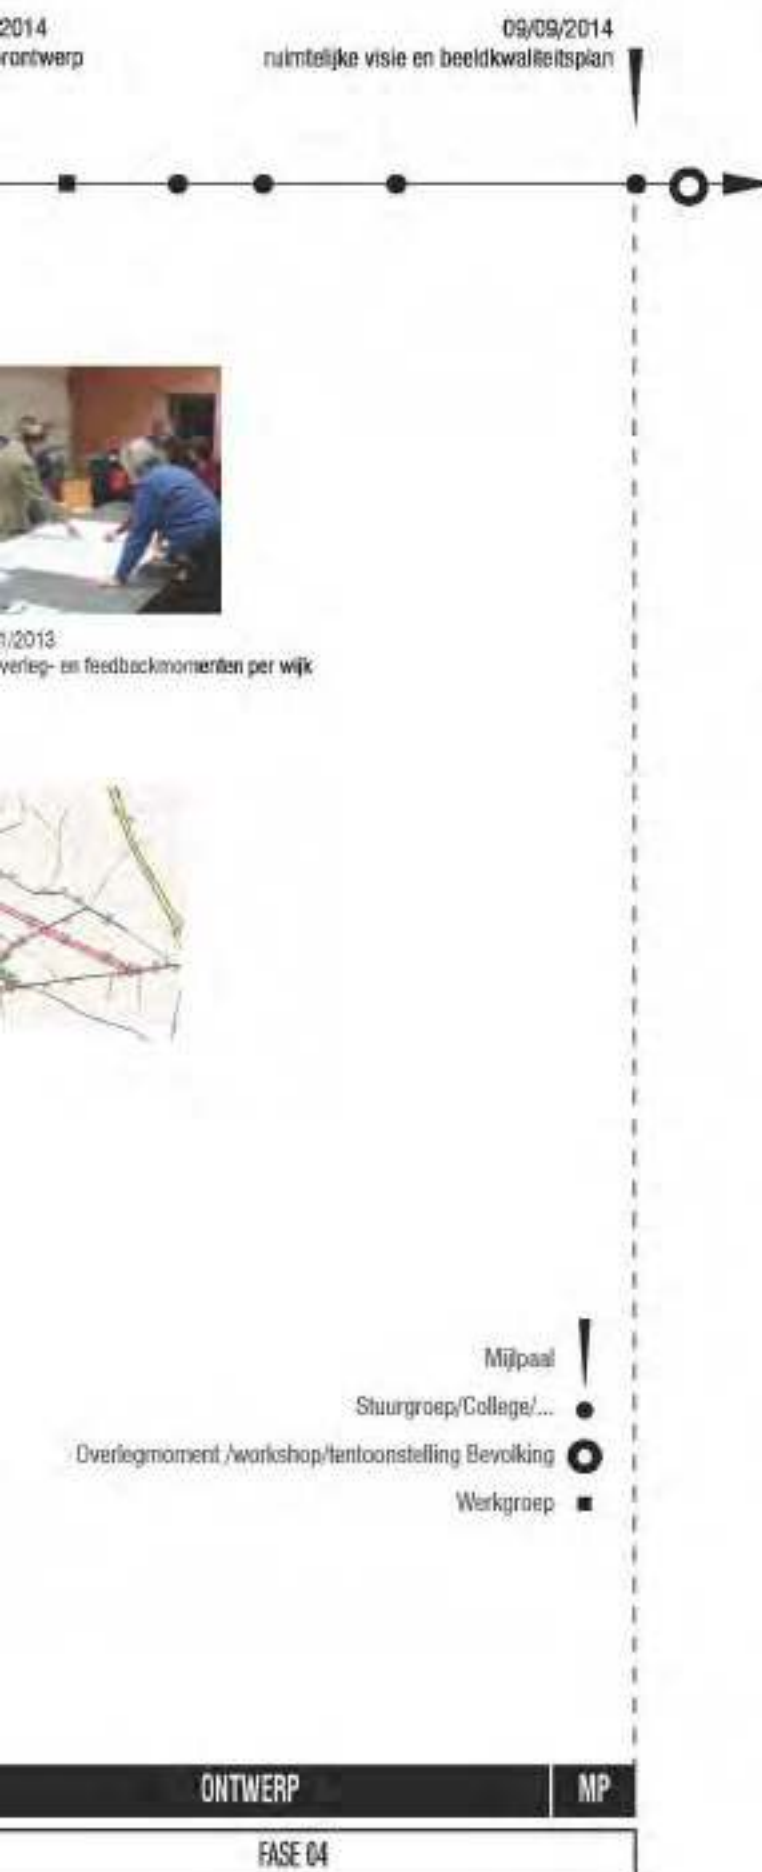 2014
09/09/2014
rontwerp
ruimtelijke visie en beeldkwaliteitsplan
1/2013
verleg- en feedbackmomenten per wijk
Mijlpaal
Stuurgroep/College/...
Overlegmoment /workshop/tentoonstelling Bevolking
Werkgroep
ONTWERP
MP
FASE 04